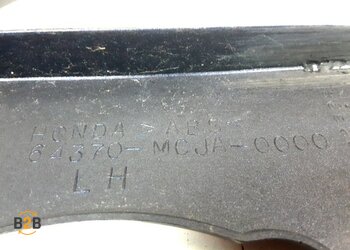 HONDA >ABS<
64370-MCJA-0000
LH
B2B